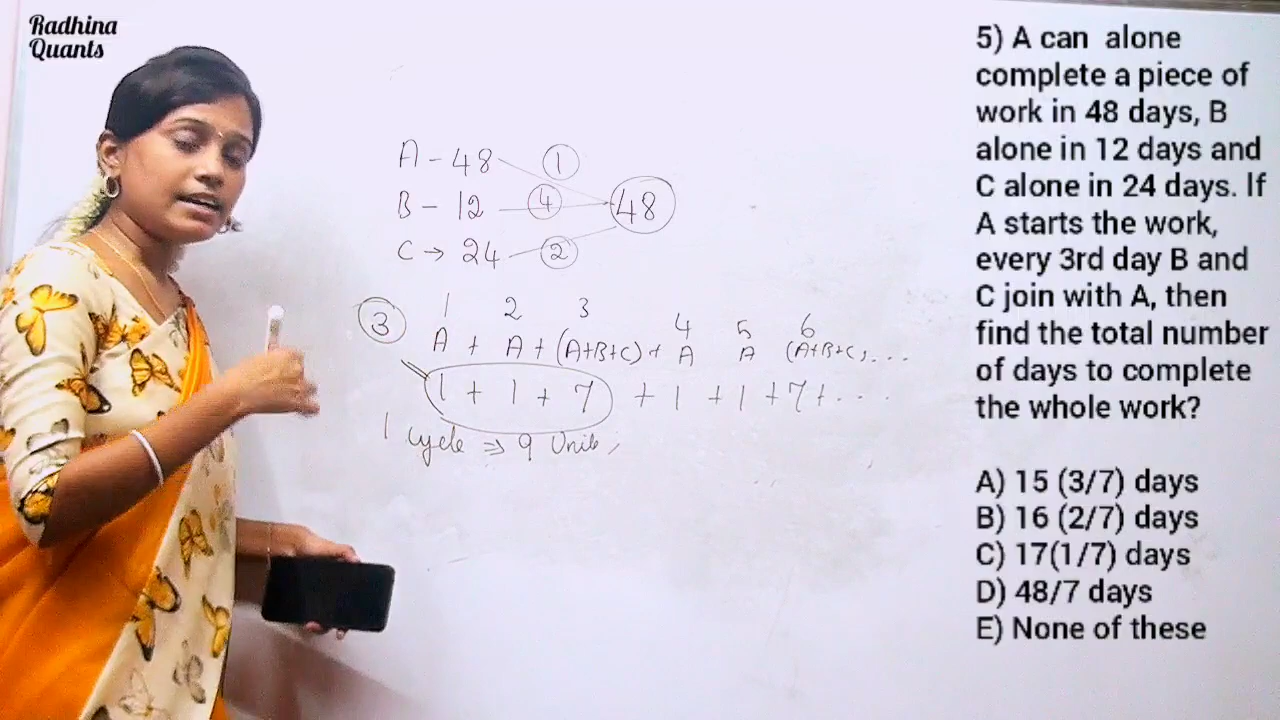 Radhina
Quants
A - 48 1
B - 12 4 48
C → 24 2
3
1 2 3 4 5 6
A + A + (A+B+C) + A A (A+B+C) ....
1 + 1 + 7 + 1 + 1 + 7 + ....
1 Cycle ⇒ 9 Units
5) A can alone
complete a piece of
work in 48 days, B
alone in 12 days and
C alone in 24 days. If
A starts the work,
every 3rd day B and
C join with A, then
find the total number
of days to complete
the whole work?
A) 15 (3/7) days
B) 16 (2/7) days
C) 17(1/7) days
D) 48/7 days
E) None of these